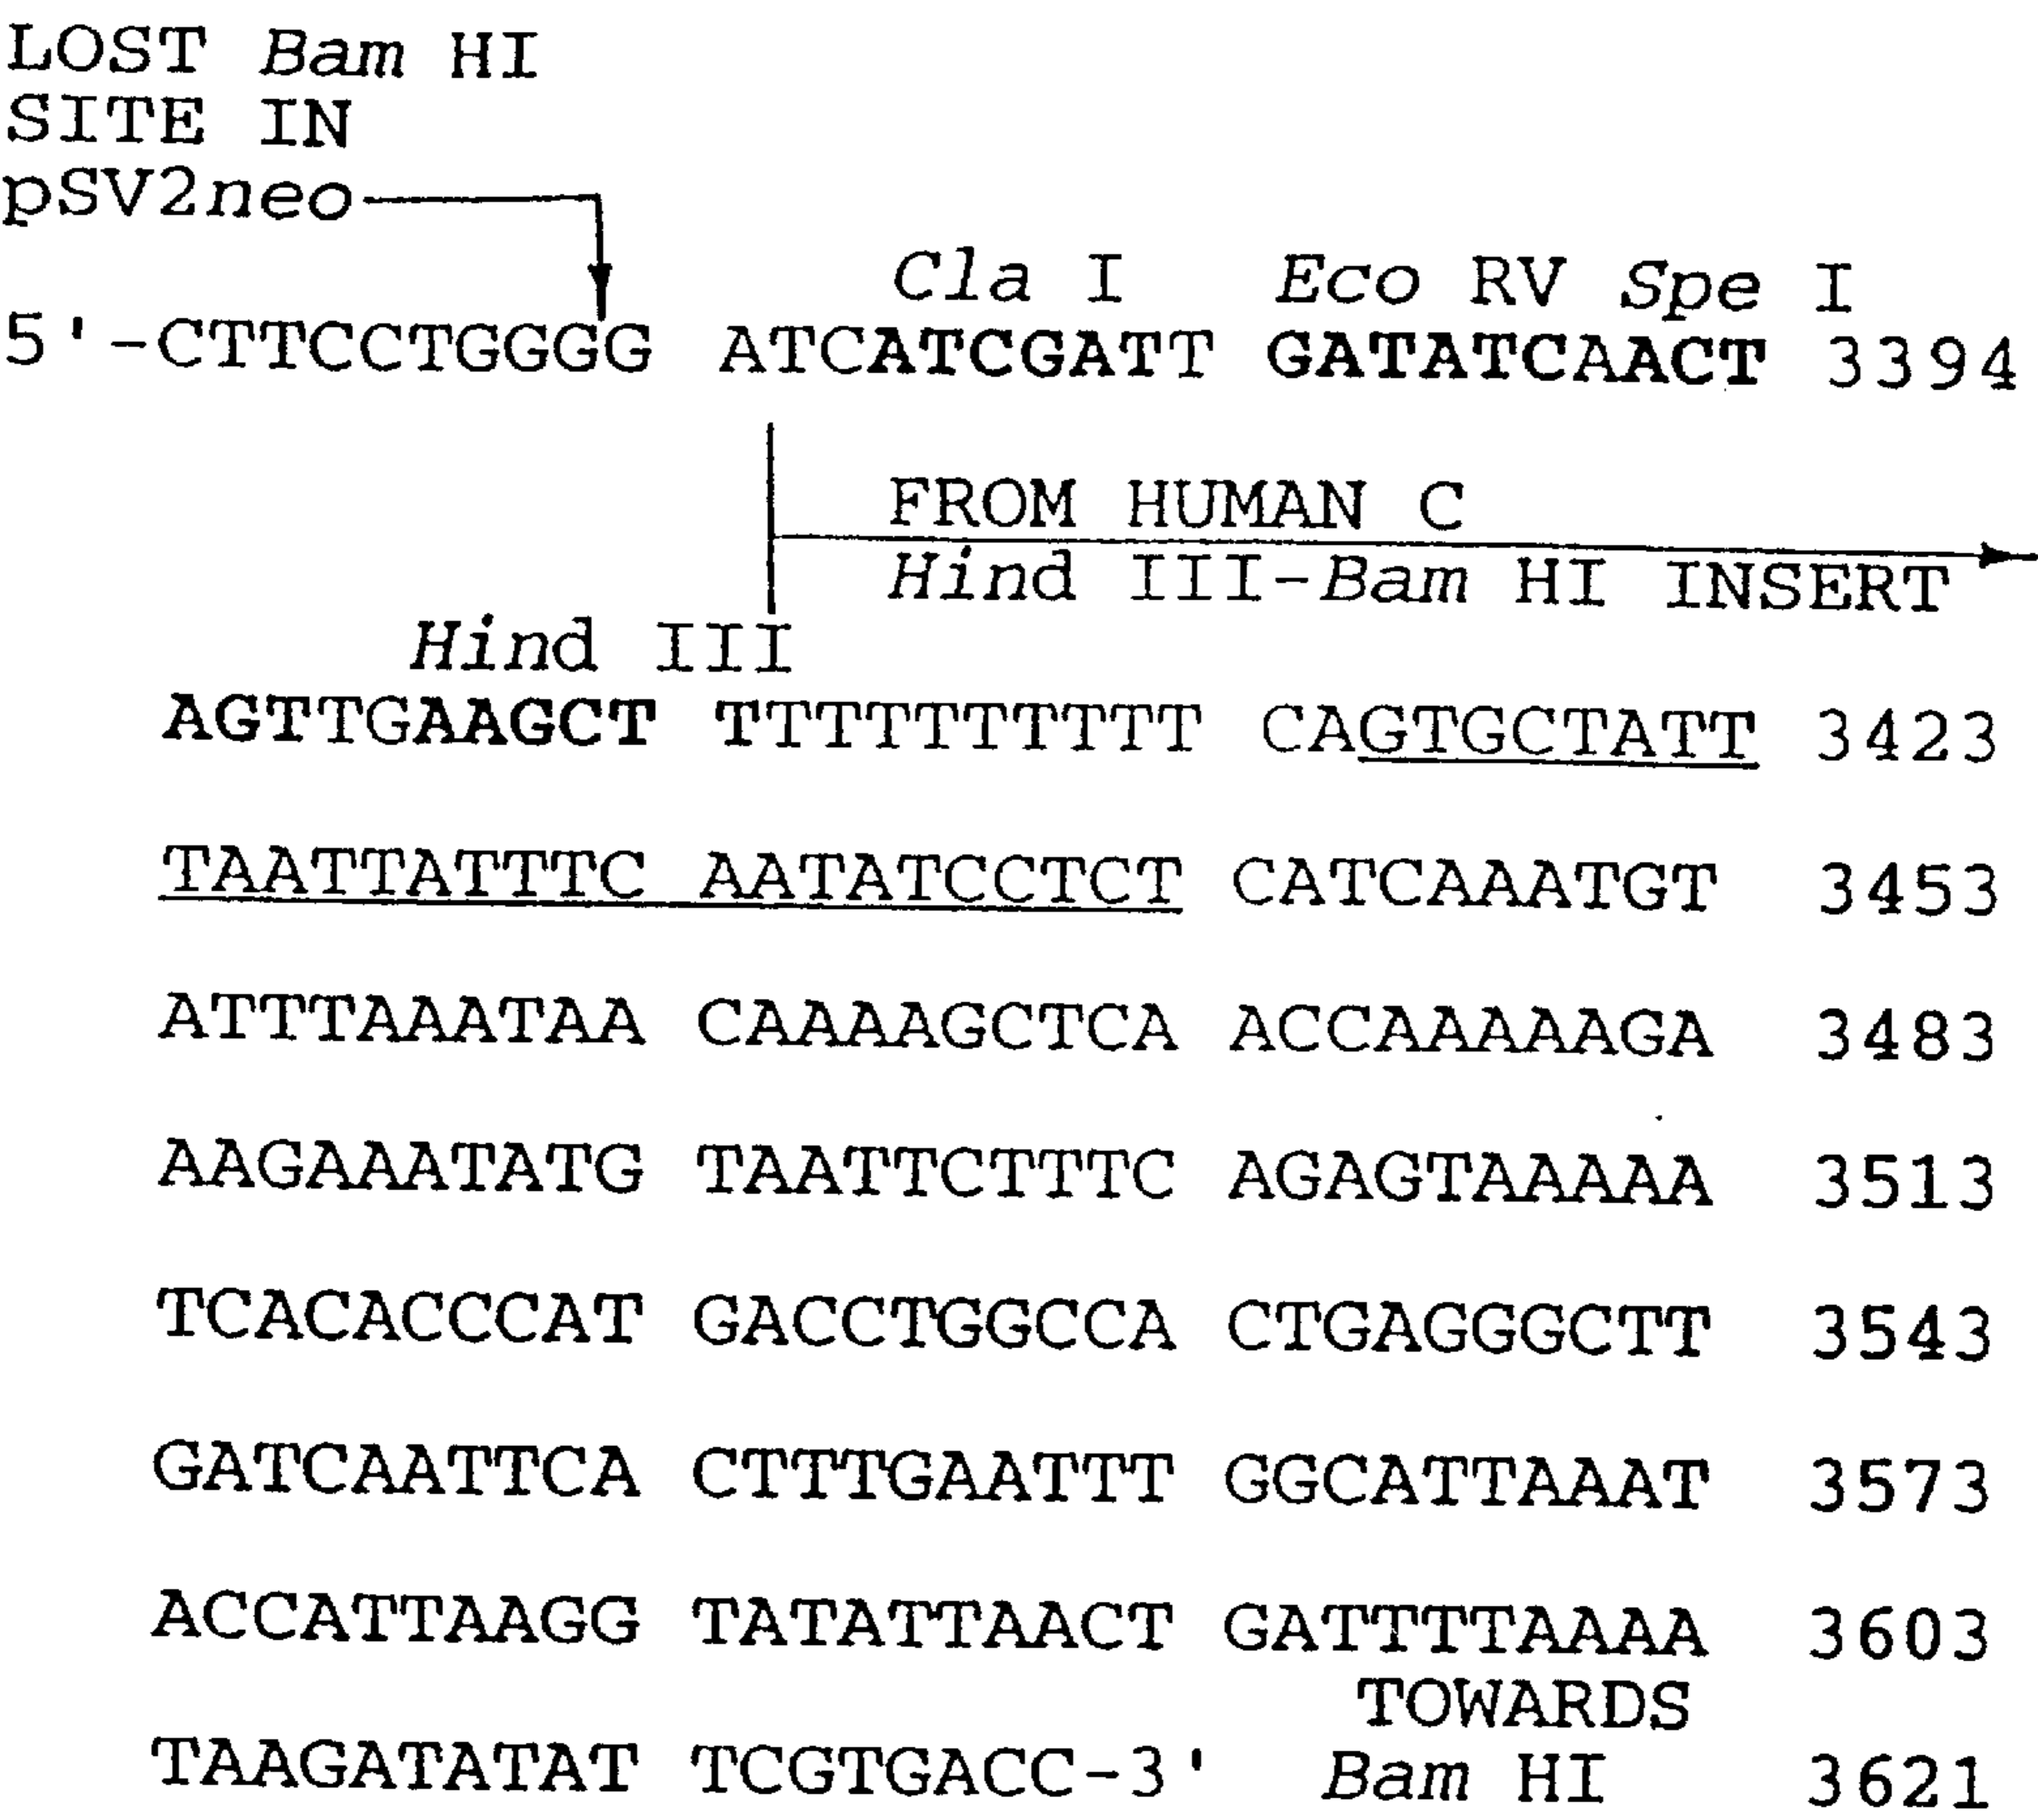 LOST Bam HI
SITE IN
pSV2neo
Cla I Eco RV Spe I
5'-CTTCCTGGGG ATCATCGATT GATATCAACT 3394
FROM HUMAN C
Hind III-Bam HI INSERT
Hind III
AGTTGAAGCT TTTTTTTTTT CAGTGCTATT 3423
TAATTATTTC AATATCCTCT CATCAAATGT 3453
ATTTAAATAA CAAAAGCTCA ACCAAAAAGA 3483
AAGAAATATG TAATTCTTTC AGAGTAAAAA 3513
TCACACCCAT GACCTGGCCA CTGAGGGCTT 3543
GATCAATTCA CTTTGAATTT GGCATTAAAT 3573
ACCATTAAGG TATATTAACT GATTTTAAAA 3603
TOWARDS
TAAGATATAT TCGTGACC-3' Bam HI 3621